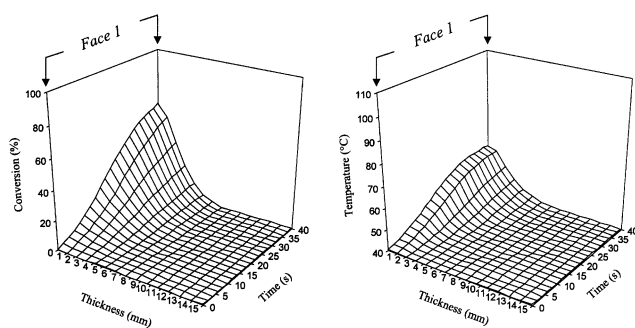 Face 1
100
80
60
40
20
0
Conversion (%)
1 2 3 4 5 6 7 8 9 10 11 12 13 14 15
Thickness (mm)
0 5 10 15 20 25 30 35 40
Time (s)
Face 1
110
100
90
80
70
60
50
40
Temperature (°C)
1 2 3 4 5 6 7 8 9 10 11 12 13 14 15
Thickness (mm)
0 5 10 15 20 25 30 35 40
Time (s)